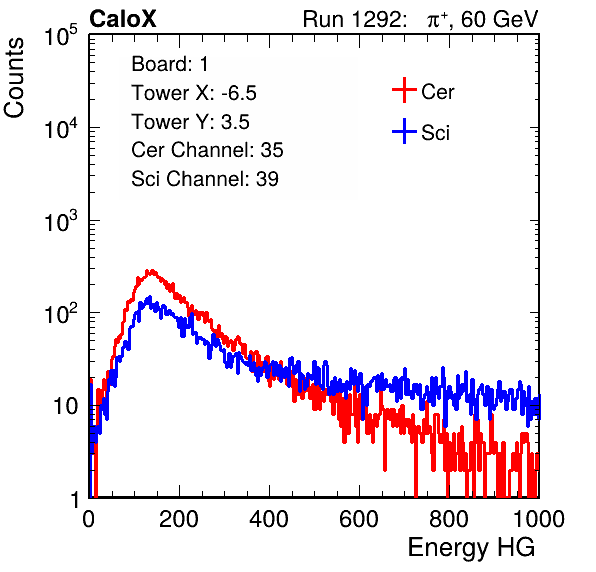 CaloX Run 1292: π⁺, 60 GeV
Counts
10⁵
10⁴
10³
10²
10
1
Board: 1
Tower X: -6.5
Tower Y: 3.5
Cer Channel: 35
Sci Channel: 39
Cer
Sci
0 200 400 600 800 1000
Energy HG